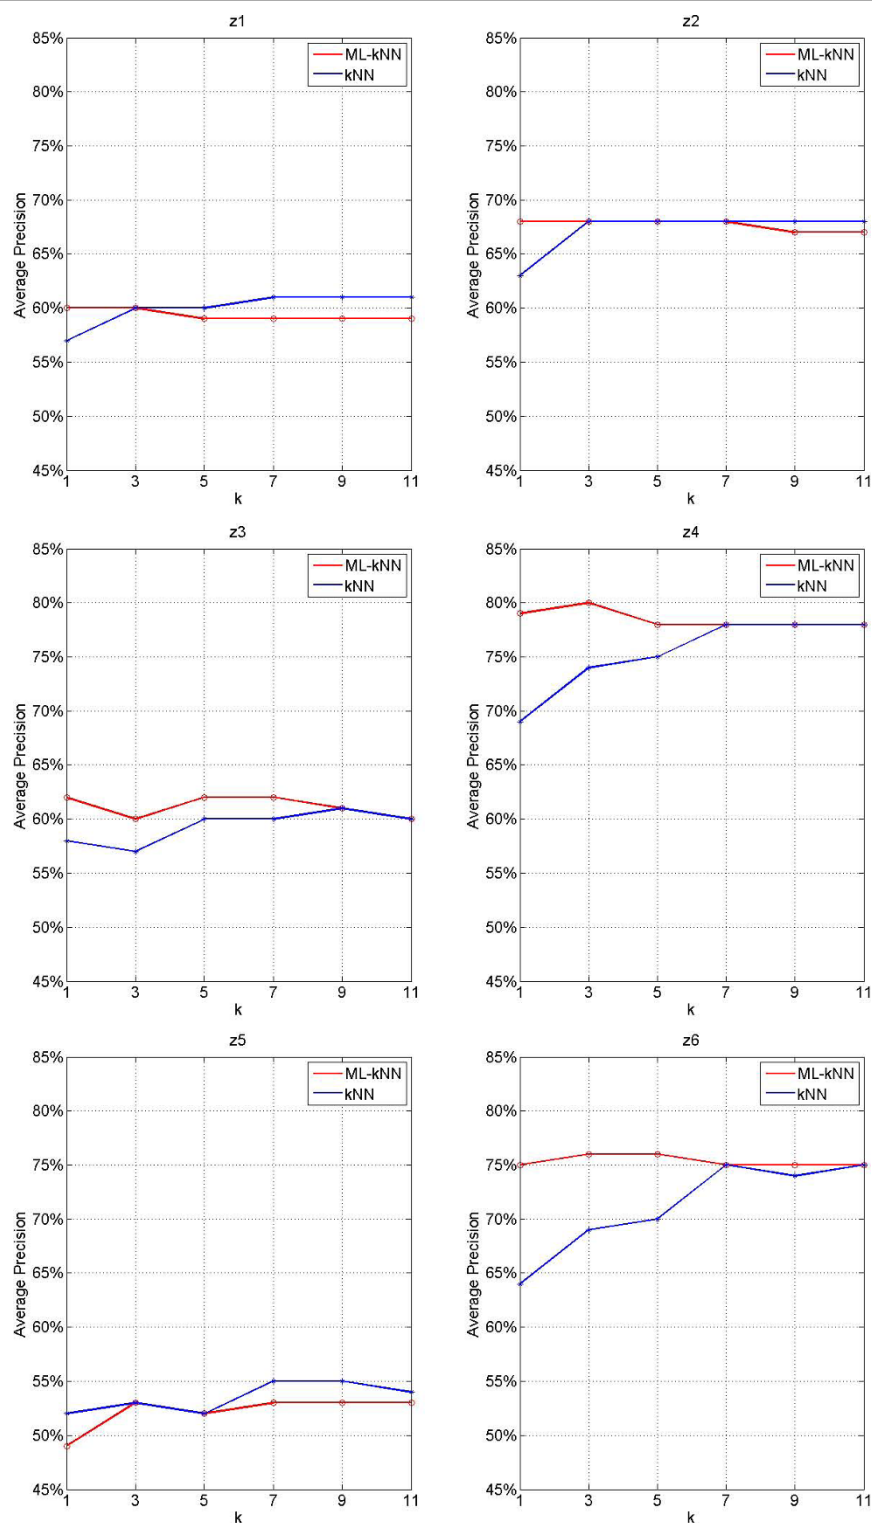 z1
85%
80%
75%
70%
65%
60%
55%
50%
45%
Average Precision
1 3 5 7 9 11
k
ML-kNN
kNN
z2
85%
80%
75%
70%
65%
60%
55%
50%
45%
Average Precision
1 3 5 7 9 11
k
ML-kNN
kNN
z3
85%
80%
75%
70%
65%
60%
55%
50%
45%
Average Precision
1 3 5 7 9 11
k
ML-kNN
kNN
z4
85%
80%
75%
70%
65%
60%
55%
50%
45%
Average Precision
1 3 5 7 9 11
k
ML-kNN
kNN
z5
85%
80%
75%
70%
65%
60%
55%
50%
45%
Average Precision
1 3 5 7 9 11
k
ML-kNN
kNN
z6
85%
80%
75%
70%
65%
60%
55%
50%
45%
Average Precision
1 3 5 7 9 11
k
ML-kNN
kNN